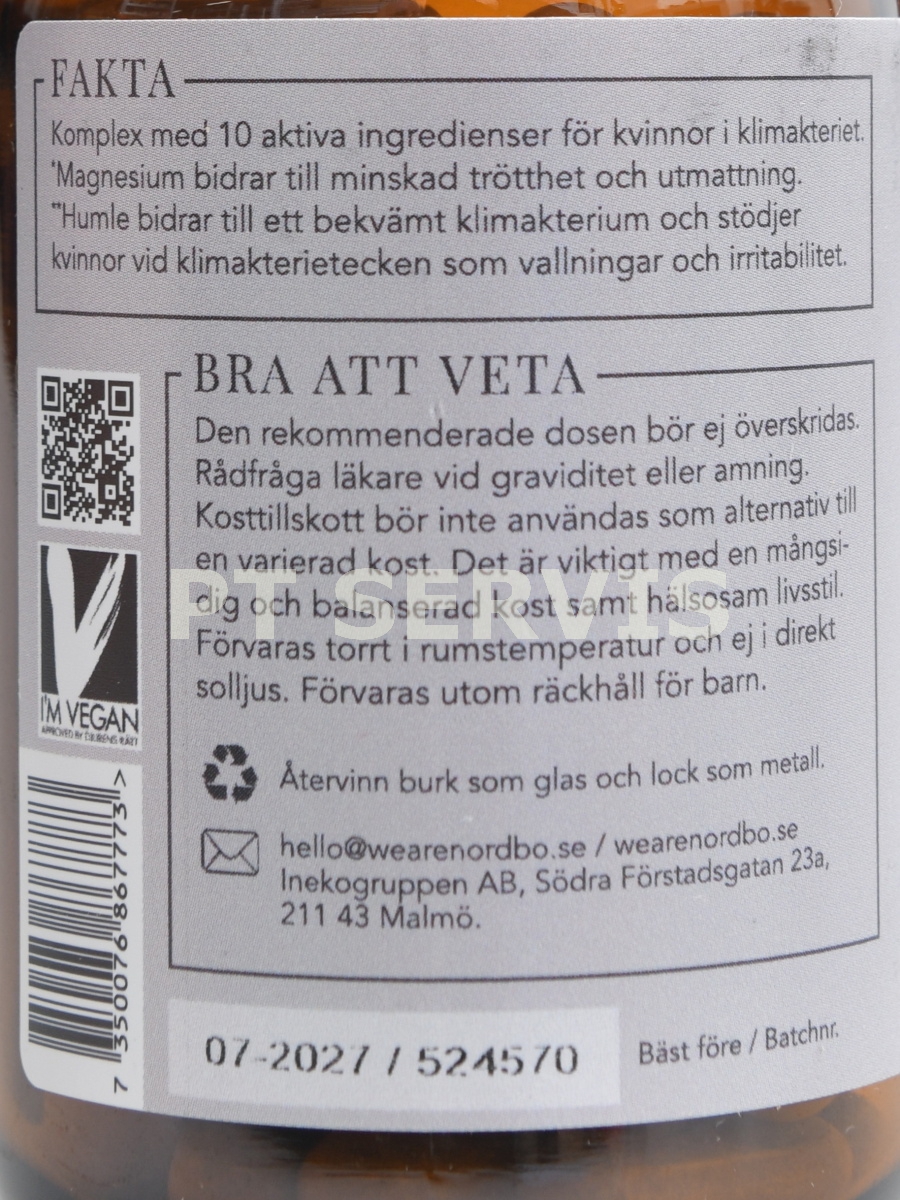 FAKTA
Komplex med 10 aktiva ingredienser för kvinnor i klimakteriet.
*Magnesium bidrar till minskad trötthet och utmattning.
**Humle bidrar till ett bekvämt klimakterium och stödjer
kvinnor vid klimakterietecken som vallningar och irritabilitet.
BRA ATT VETA
Den rekommenderade dosen bör ej överskridas.
Rådfråga läkare vid graviditet eller amning.
Kosttillskott bör inte användas som alternativ till
en varierad kost. Det är viktigt med en mångsi-
dig och balanserad kost samt hälsosam livsstil.
Förvaras torrt i rumstemperatur och ej i direkt
solljus. Förvaras utom räckhåll för barn.
PT SERVIS
I'M VEGAN
APPROVED BY DJURENS RÄTT
Återvinn burk som glas och lock som metall.
hello@wearenordbo.se / wearenordbo.se
Inekogruppen AB, Södra Förstadsgatan 23a,
211 43 Malmö.
7 350076 867773 >
07-2027 / 524570
Bäst före / Batchnr.